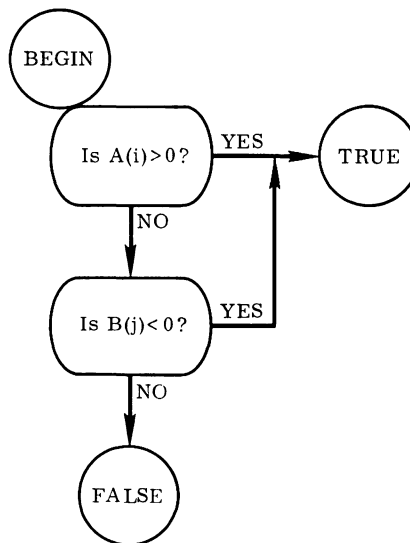 BEGIN
Is A(i)>0?
YES
TRUE
NO
Is B(j)<0?
YES
NO
FALSE